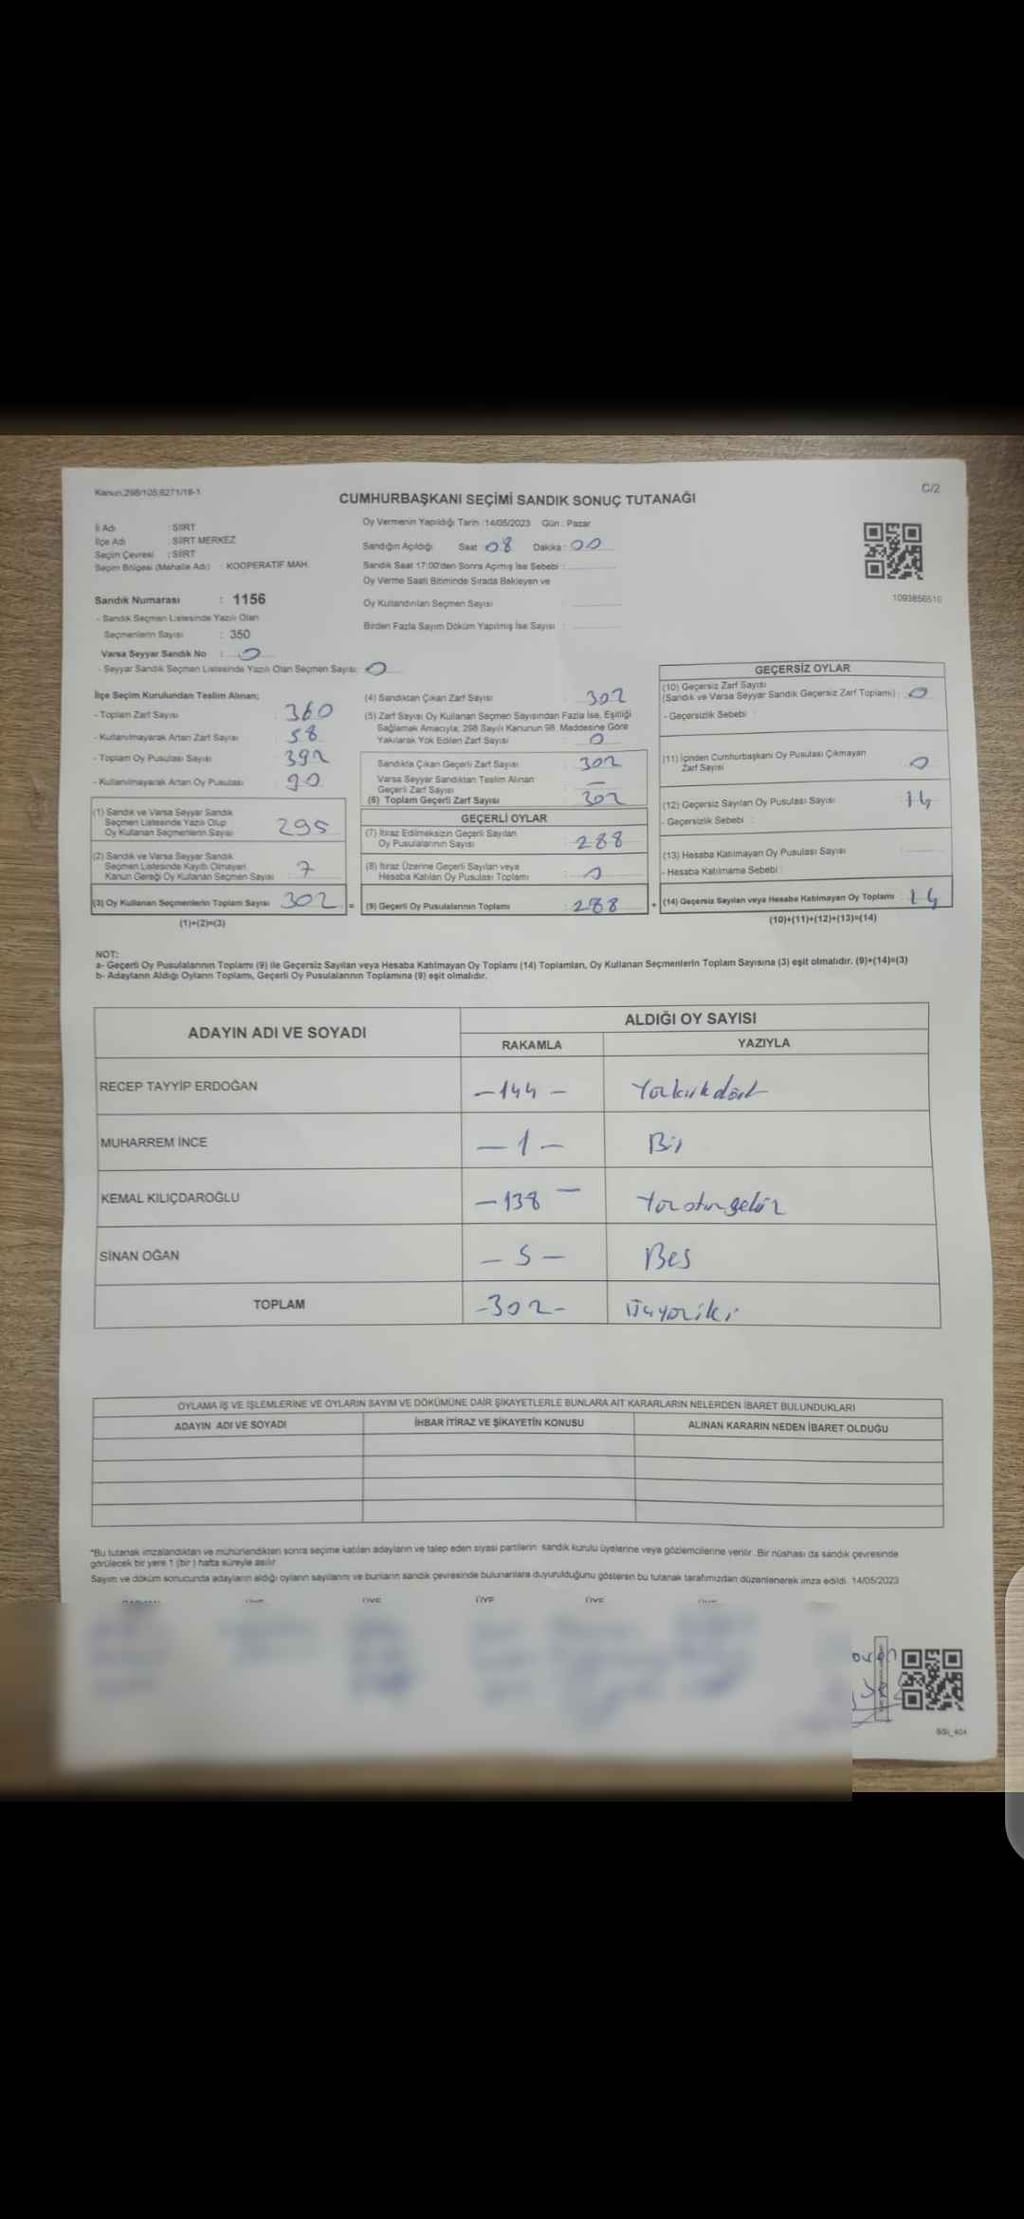 Kanun,298/105,6271/18-1
C/2
CUMHURBAŞKANI SEÇİMİ SANDIK SONUÇ TUTANAĞI
İl Adı : SİİRT
İlçe Adı : SİİRT MERKEZ
Seçim Çevresi : SİİRT
Seçim Bölgesi (Mahalle Adı) : KOOPERATİF MAH.
Sandık Numarası : 1156
- Sandık Seçmen Listesinde Yazılı Olan
Seçmenlerin Sayısı : 350
Varsa Seyyar Sandık No : 0
- Seyyar Sandık Seçmen Listesinde Yazılı Olan Seçmen Sayısı: 0
Oy Vermenin Yapıldığı Tarih :14/05/2023 Gün : Pazar
Sandığın Açıldığı Saat 08 Dakika : 00
Sandık Saat 17:00'den Sonra Açılmış İse Sebebi :
Oy Verme Saati Bitiminde Sırada Bekleyen ve
Oy Kullandırılan Seçmen Sayısı :
Birden Fazla Sayım Döküm Yapılmış İse Sayısı :
1093856510
İlçe Seçim Kurulundan Teslim Alınan;
- Toplam Zarf Sayısı : 360
- Kullanılmayarak Artan Zarf Sayısı : 58
- Toplam Oy Pusulası Sayısı : 392
- Kullanılmayarak Artan Oy Pusulası : 90
(1) Sandık ve Varsa Seyyar Sandık
Seçmen Listesinde Yazılı Olup
Oy Kullanan Seçmenlerin Sayısı : 295
(2) Sandık ve Varsa Seyyar Sandık
Seçmen Listesinde Kayıtlı Olmayan
Kanun Gereği Oy Kullanan Seçmen Sayısı : 7
(3) Oy Kullanan Seçmenlerin Toplam Sayısı : 302 =
(1)+(2)=(3)
(4) Sandıktan Çıkan Zarf Sayısı : 302
(5) Zarf Sayısı Oy Kullanan Seçmen Sayısından Fazla İse, Eşitliği
Sağlamak Amacıyla; 298 Sayılı Kanunun 98. Maddesine Göre
Yakılarak Yok Edilen Zarf Sayısı : 0
Sandıkta Çıkan Geçerli Zarf Sayısı : 302
Varsa Seyyar Sandıktan Teslim Alınan
Geçerli Zarf Sayısı : —
(6) Toplam Geçerli Zarf Sayısı : 302
GEÇERLİ OYLAR
(7) İtiraz Edilmeksizin Geçerli Sayılan
Oy Pusulalarının Sayısı : 288
(8) İtiraz Üzerine Geçerli Sayılan veya
Hesaba Katılan Oy Pusulası Toplamı : 0
(9) Geçerli Oy Pusulalarının Toplamı : 288 +
GEÇERSİZ OYLAR
(10) Geçersiz Zarf Sayısı
(Sandık ve Varsa Seyyar Sandık Geçersiz Zarf Toplamı) : 0
- Geçersizlik Sebebi :
(11) İçinden Cumhurbaşkanı Oy Pusulası Çıkmayan
Zarf Sayısı : 0
(12) Geçersiz Sayılan Oy Pusulası Sayısı : 14
- Geçersizlik Sebebi :
(13) Hesaba Katılmayan Oy Pusulası Sayısı :
- Hesaba Katılmama Sebebi :
(14) Geçersiz Sayılan veya Hesaba Katılmayan Oy Toplamı : 14
(10)+(11)+(12)+(13)=(14)
NOT:
a- Geçerli Oy Pusulalarının Toplamı (9) ile Geçersiz Sayılan veya Hesaba Katılmayan Oy Toplamı (14) Toplamları, Oy Kullanan Seçmenlerin Toplam Sayısına (3) eşit olmalıdır. (9)+(14)=(3)
b- Adayların Aldığı Oyların Toplamı, Geçerli Oy Pusulalarının Toplamına (9) eşit olmalıdır.
ADAYIN ADI VE SOYADI
ALDIĞI OY SAYISI
RAKAMLA YAZIYLA
RECEP TAYYİP ERDOĞAN -144- Yüzkırkdört
MUHARREM İNCE -1- Bir
KEMAL KILIÇDAROĞLU -138- Yüzotuzsekiz
SİNAN OĞAN -5- Beş
TOPLAM -302- Üçyüziki
OYLAMA İŞ VE İŞLEMLERİNE VE OYLARIN SAYIM VE DÖKÜMÜNE DAİR ŞİKAYETLERLE BUNLARA AİT KARARLARIN NELERDEN İBARET BULUNDUKLARI
ADAYIN ADI VE SOYADI İHBAR İTİRAZ VE ŞİKAYETİN KONUSU ALINAN KARARIN NEDEN İBARET OLDUĞU
*Bu tutanak imzalandıktan ve mühürlendikten sonra seçime katılan adayların ve talep eden siyasi partilerin sandık kurulu üyelerine veya gözlemcilerine verilir. Bir nüshası da sandık çevresinde
görülecek bir yere 1 (bir) hafta süreyle asılır.
Sayım ve döküm sonucunda adayların aldığı oyların sayılarını ve bunların sandık çevresinde bulunanlara duyurulduğunu gösteren bu tutanak tarafımızdan düzenlenerek imza edildi. 14/05/2023
ÜYE ÜYE ÜYE